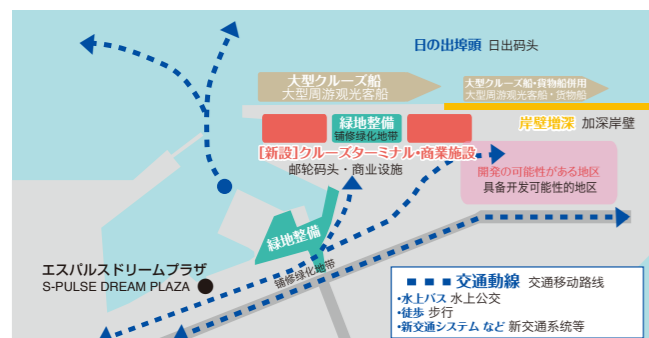 日の出埠頭 日出码头
大型クルーズ船
大型周游观光客船
大型クルーズ船・貨物船併用
大型周游观光客船・货物船
緑地整備
铺修绿化地带
岸壁増深 加深岸壁
[新設]クルーズターミナル・商業施設
邮轮码头・商业设施
開発の可能性がある地区
具备开发可能性的地区
緑地整備
铺修绿化地带
エスパルスドリームプラザ
S-PULSE DREAM PLAZA
交通動線 交通移动路线
・水上バス 水上公交
・徒歩 步行
・新交通システム など 新交通系统等